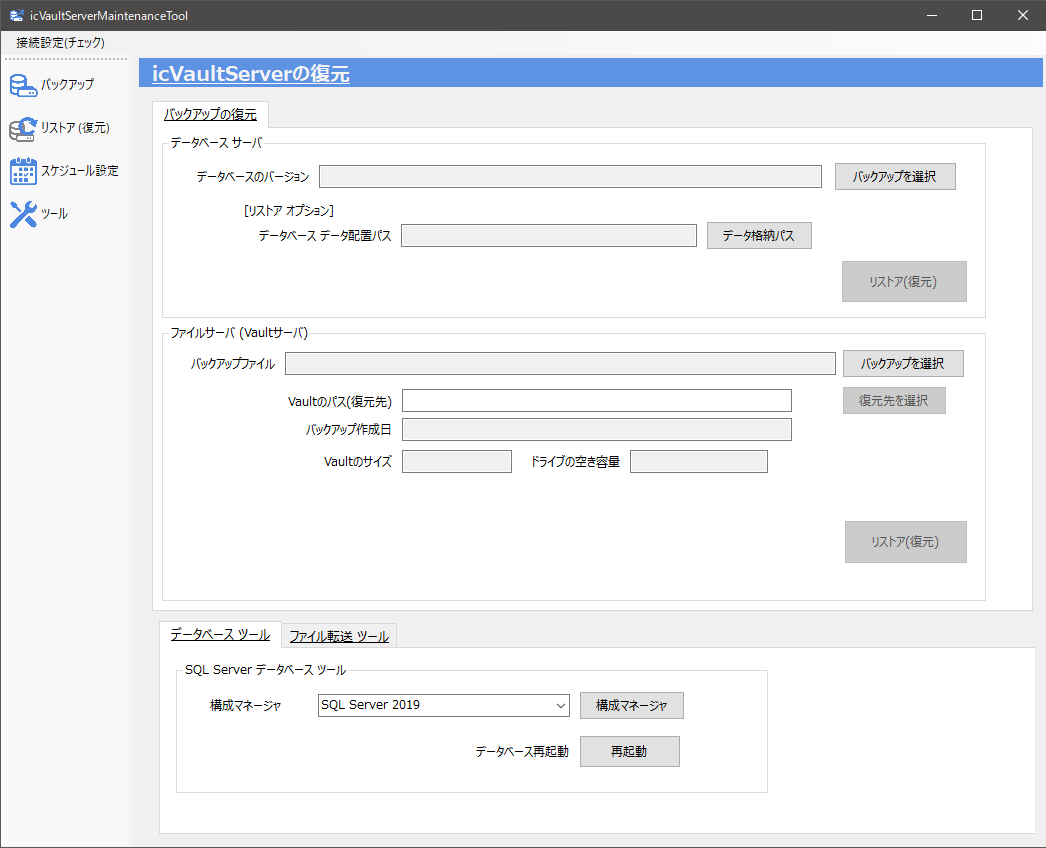 icVaultServerMaintenanceTool
接続設定(チェック)
バックアップ
リストア (復元)
スケジュール設定
ツール
icVaultServerの復元
バックアップの復元
データベース サーバ
データベースのバージョン
バックアップを選択
[リストア オプション]
データベース データ配置パス
データ格納パス
リストア(復元)
ファイルサーバ (Vaultサーバ)
バックアップファイル
バックアップを選択
Vaultのパス(復元先)
復元先を選択
バックアップ作成日
Vaultのサイズ
ドライブの空き容量
リストア(復元)
データベース ツール
ファイル転送 ツール
SQL Server データベース ツール
構成マネージャ
SQL Server 2019
構成マネージャ
データベース再起動
再起動